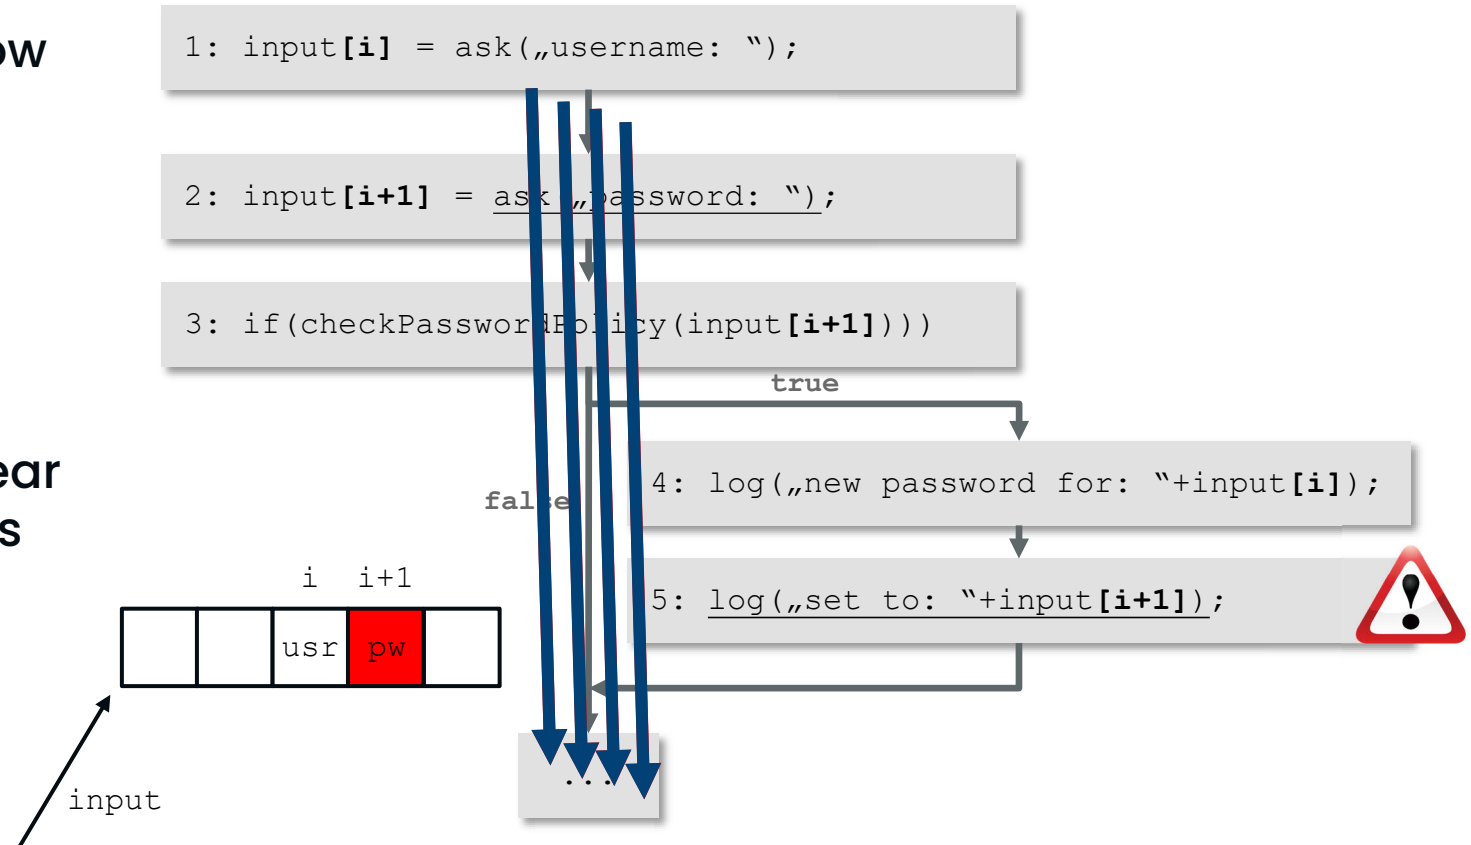 ow
1: input[i] = ask(„username: “);
2: input[i+1] = ask(„password: “);
3: if(checkPasswordPolicy(input[i+1])))
true
ear
s
false
4: log(„new password for: “+input[i]);
5: log(„set to: “+input[i+1]);
i i+1
usr pw
...
input